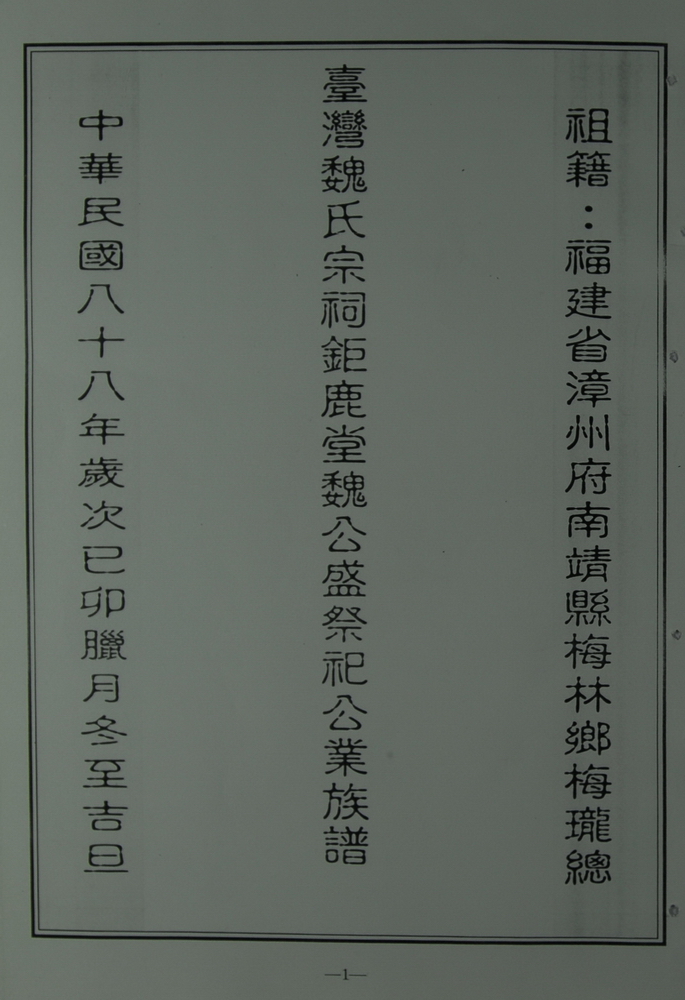 祖籍：福建省漳州府南靖縣梅林鄉梅瓏總
臺灣魏氏宗祠鉅鹿堂魏公盛祭祀公業族譜
中華民國八十八年歲次已卯臘月冬至吉旦
—1—